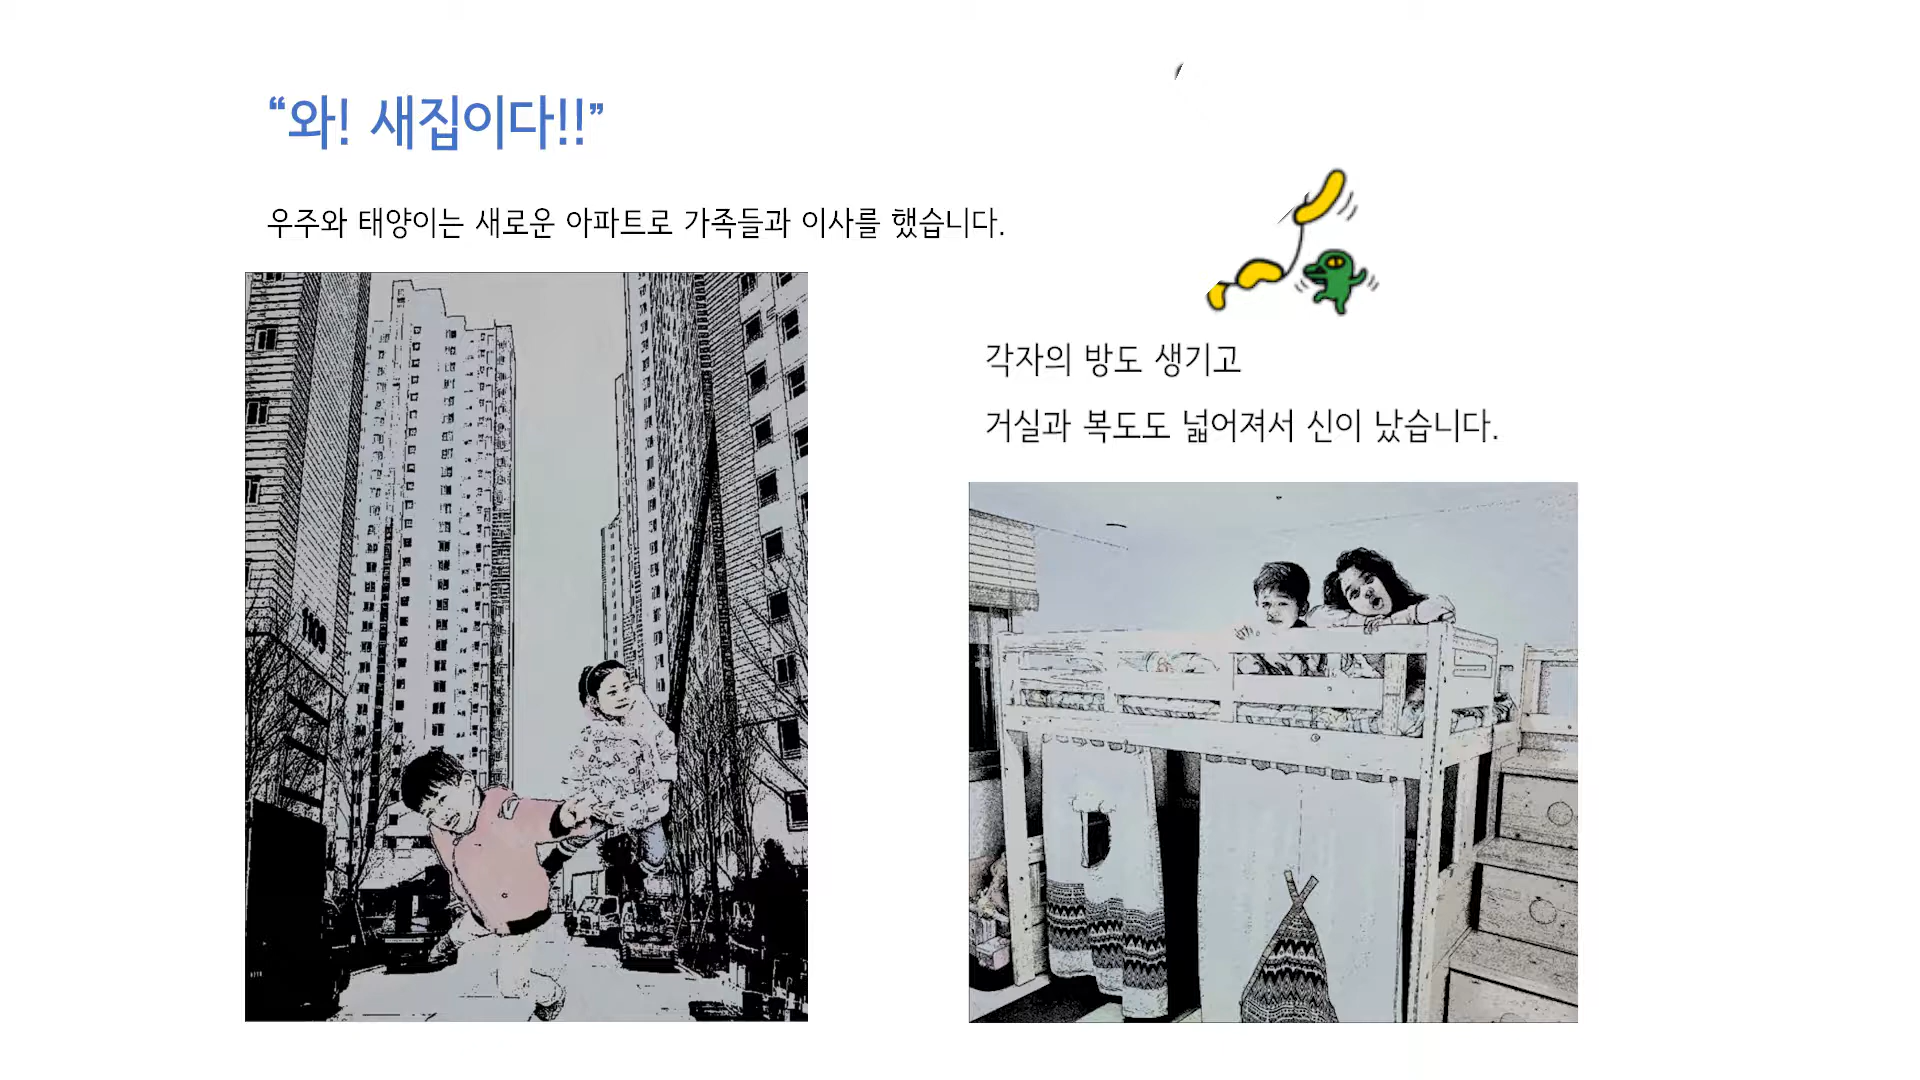 “와! 새집이다!!”
우주와 태양이는 새로운 아파트로 가족들과 이사를 했습니다.
각자의 방도 생기고
거실과 복도도 넓어져서 신이 났습니다.